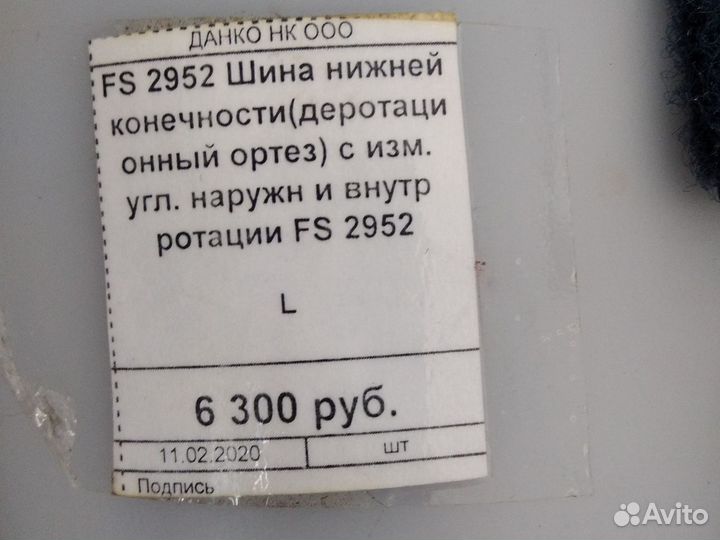 ДАНКО НК ООО
FS 2952 Шина нижней
конечности(деротаци
онный ортез) с изм.
угл. наружн и внутр
ротации FS 2952
L
6 300 руб.
11.02.2020 шт
Подпись
Avito